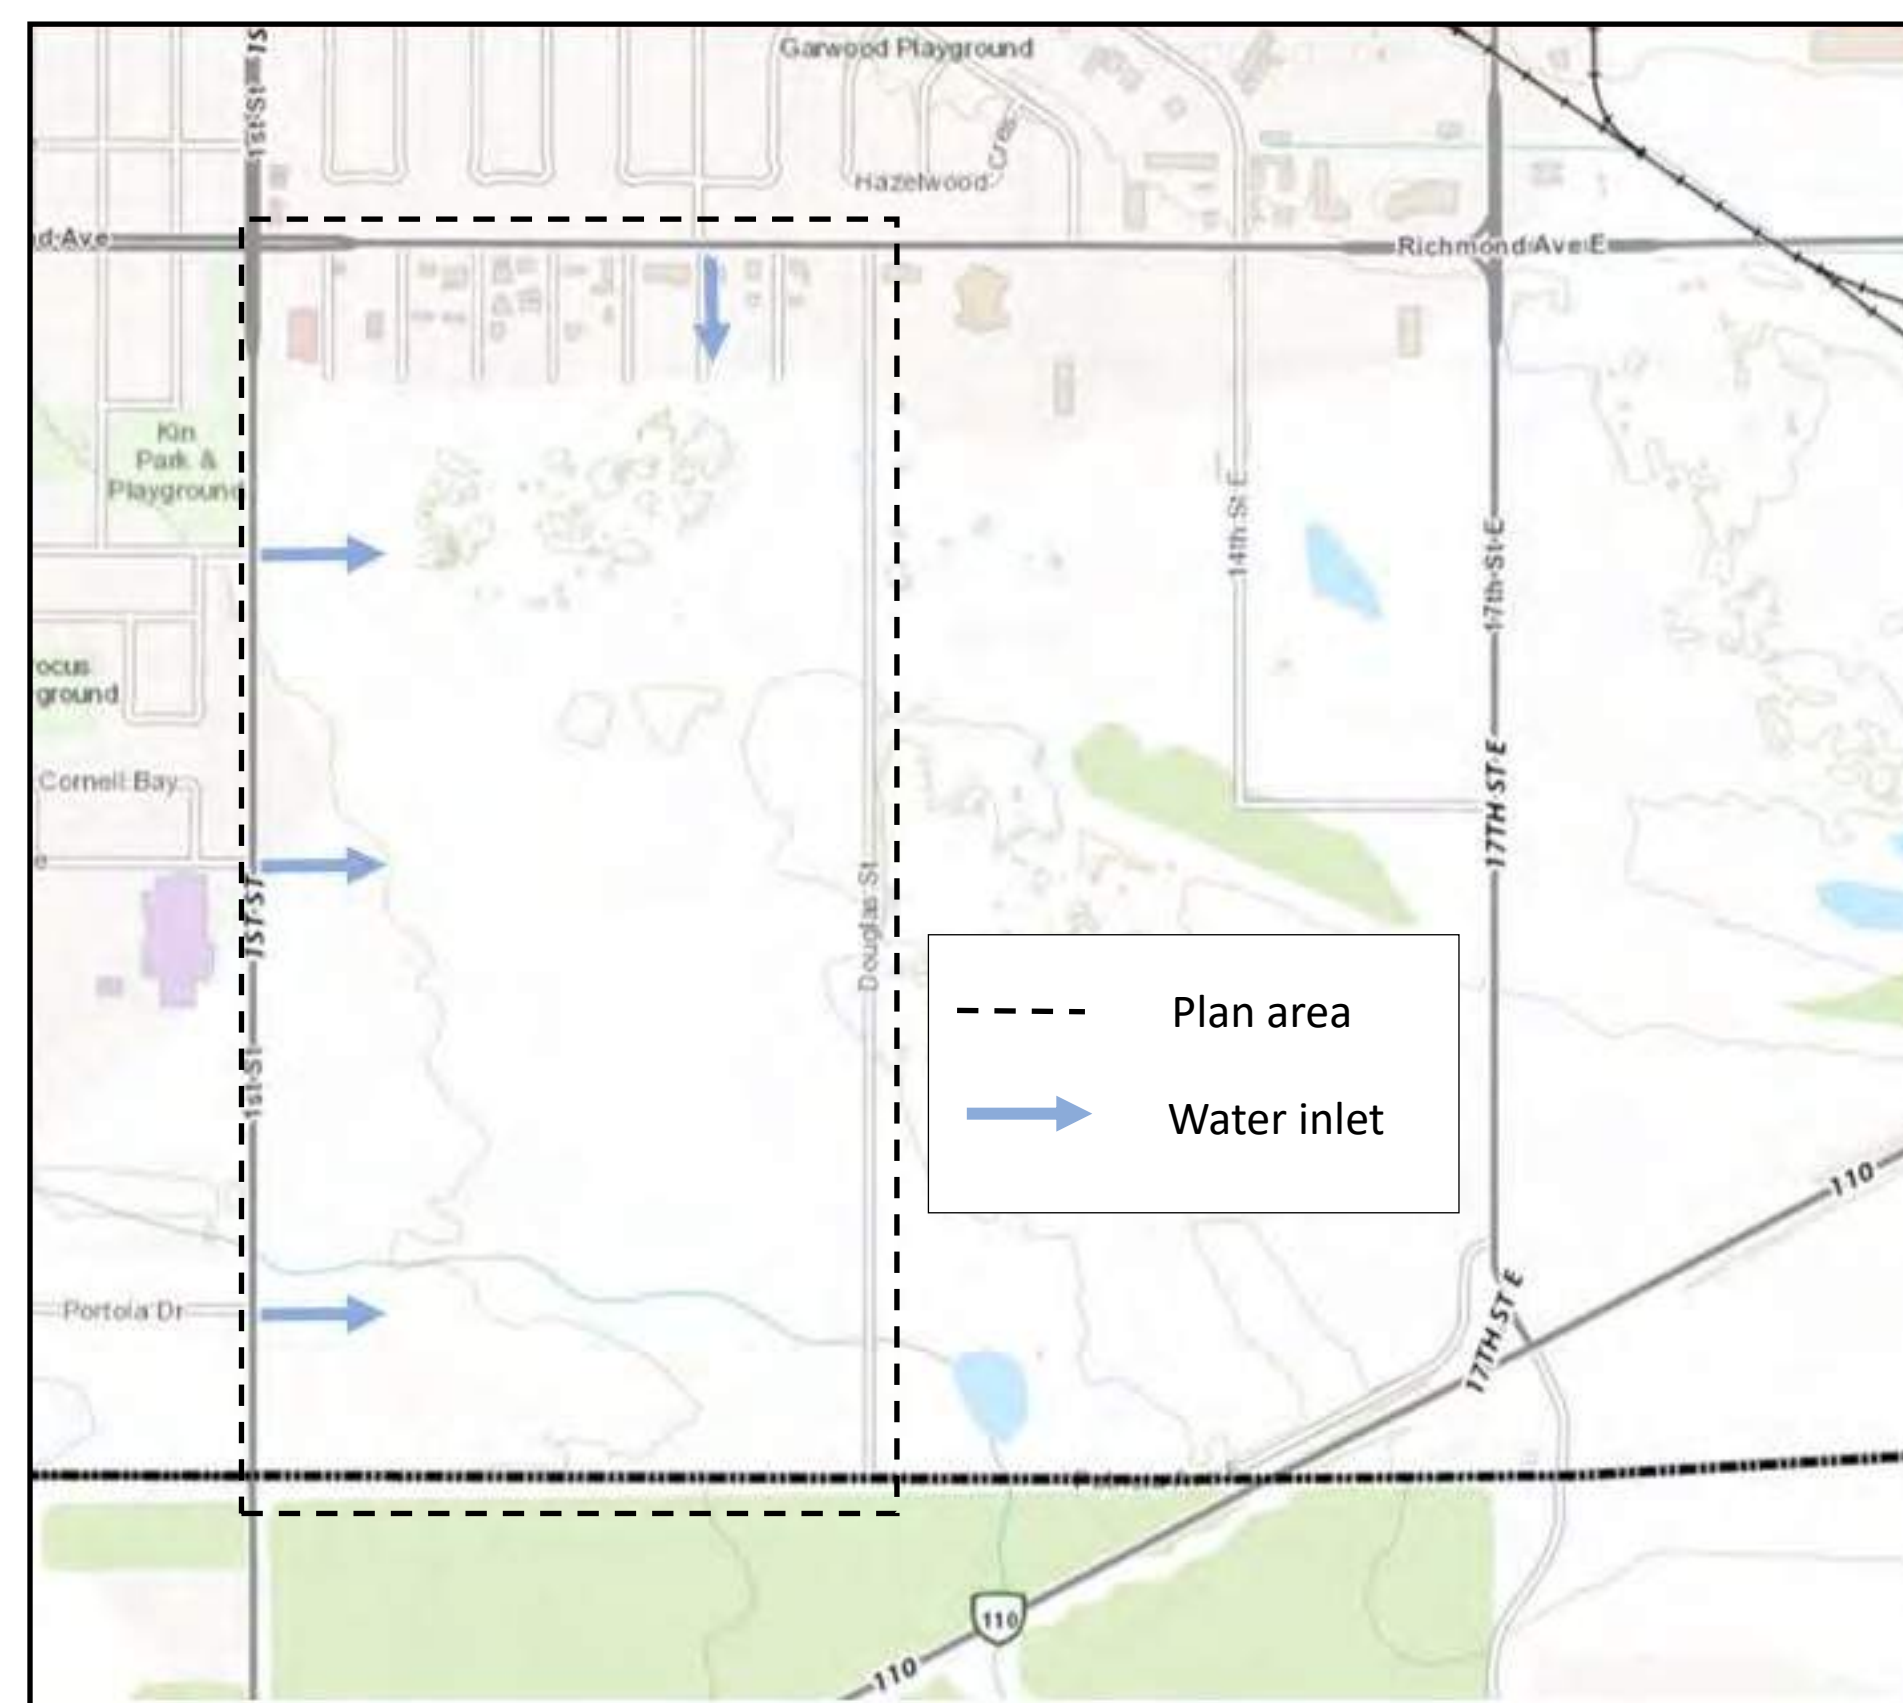 Garwood Playground
1st St
Hazelwood
Cres
d Ave
Richmond Ave E
Kin
Park &
Playground
14th St E
17th St E
ocus
ground
17TH ST E
Cornell Bay
e
1ST ST
Douglas St
Plan area
1st St
Water inlet
110
Portola Dr
17TH ST E
110
110